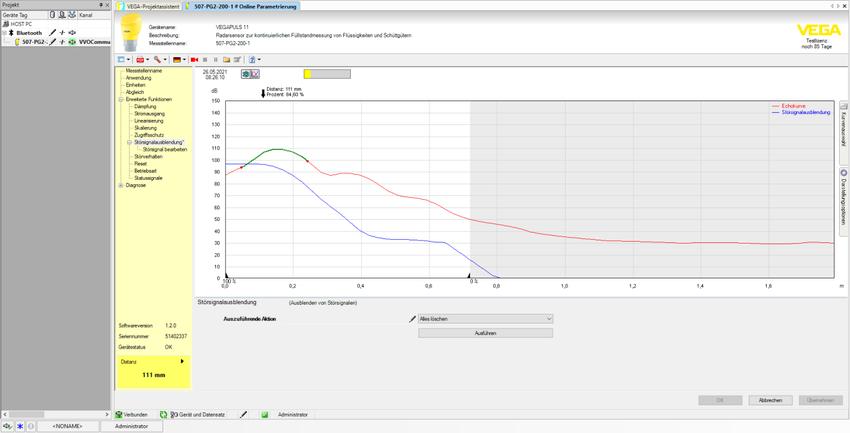 Projekt
Geräte Tag
Kanal
HOST PC
Bluetooth
507-PG2-
VVOCommu
VEGA-Projektassistent
507-PG2-200-1 # Online Parametrierung
Gerätename:
VEGAPULS 11
Beschreibung:
Radarsensor zur kontinuierlichen Füllstandmessung von Flüssigkeiten und Schüttgütern
Messstellenname:
507-PG2-200-1
VEGA
Testlizenz
noch 85 Tage
Messstellenname
Anwendung
Einheiten
Abgleich
Erweiterte Funktionen
Dämpfung
Stromausgang
Linearisierung
Skalierung
Zugriffsschutz
Störsignalausblendung*
Störsignal bearbeiten
Störverhalten
Reset
Betriebsart
Statussignale
Diagnose
Softwareversion 1.2.0
Seriennummer 51402337
Gerätestatus OK
Distanz
111 mm
26.05.2021
08:26:10
Distanz: 111 mm
Prozent: 84,60 %
dB
150
140
130
120
110
100
90
80
70
60
50
40
30
20
10
0
100 %
0 %
0,0 0,2 0,4 0,6 0,8 1,0 1,2 1,4 1,6 m
Echokurve
Störsignalausblendung
Kurvenauswahl
Darstellungsoptionen
Störsignalausblendung (Ausblenden von Störsignalen)
Auszuführende Aktion
Alles löschen
Ausführen
OK
Abbrechen
Übernehmen
Verbunden
Gerät und Datensatz
Administrator
<NONAME>
Administrator